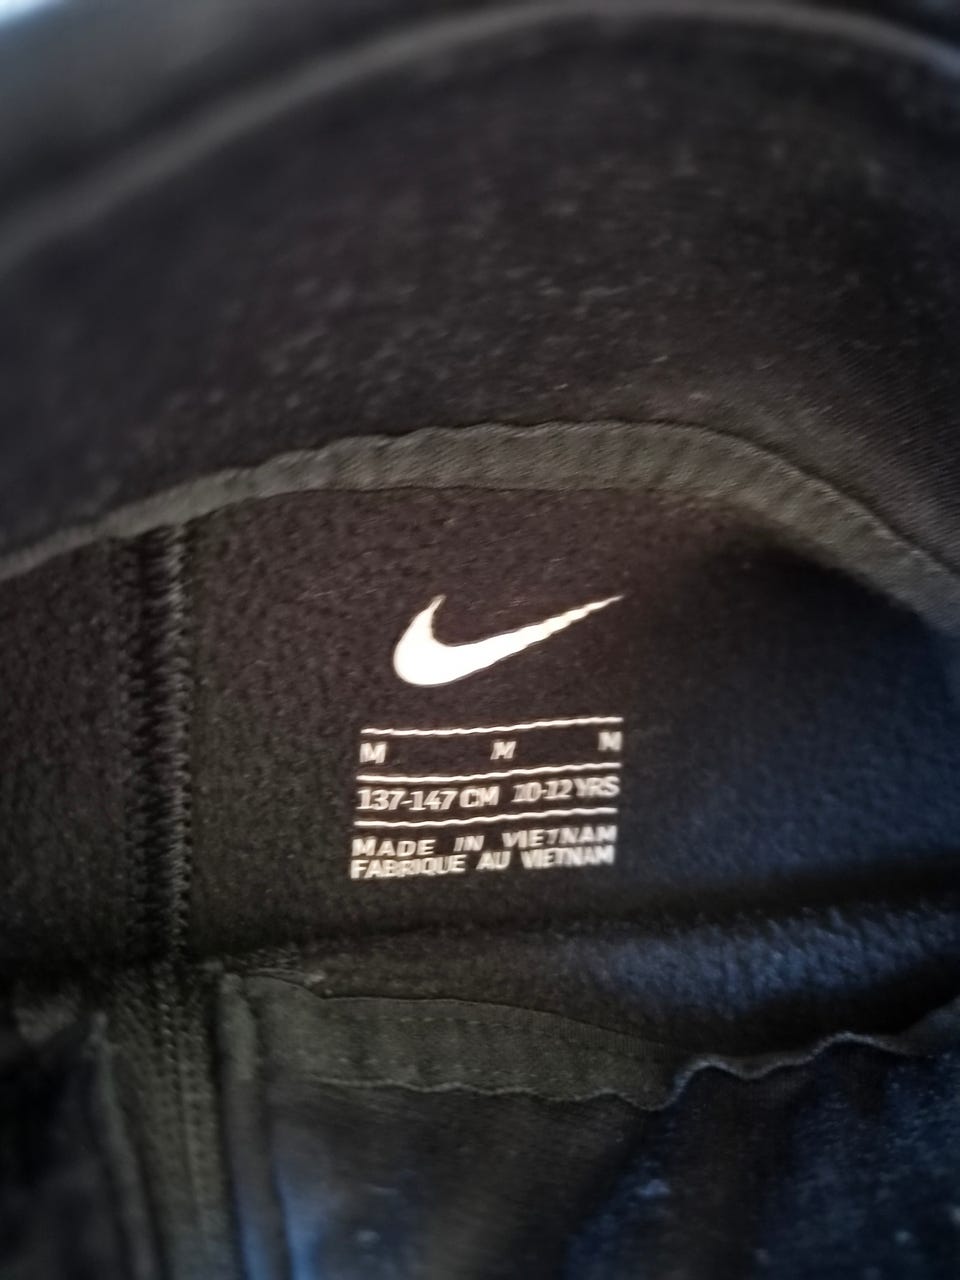 M M M
137-147 CM 10-12 YRS
MADE IN VIETNAM
FABRIQUE AU VIETNAM